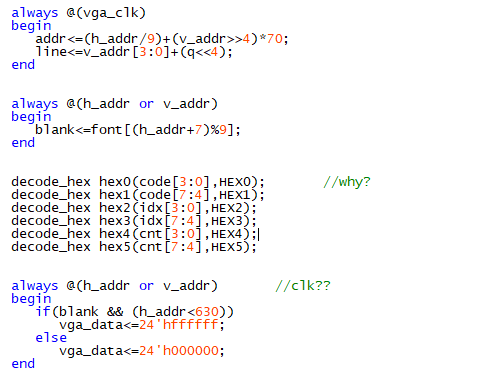 always @(vga_clk)
begin
addr<=(h_addr/9)+(v_addr>>4)*70;
line<=v_addr[3:0]+(q<<4);
end
always @(h_addr or v_addr)
begin
blank<=font[(h_addr+7)%9];
end
decode_hex hex0(code[3:0],HEX0); //why?
decode_hex hex1(code[7:4],HEX1);
decode_hex hex2(idx[3:0],HEX2);
decode_hex hex3(idx[7:4],HEX3);
decode_hex hex4(cnt[3:0],HEX4);
decode_hex hex5(cnt[7:4],HEX5);
always @(h_addr or v_addr) //clk??
begin
if(blank && (h_addr<630))
vga_data<=24'hffffff;
else
vga_data<=24'h000000;
end